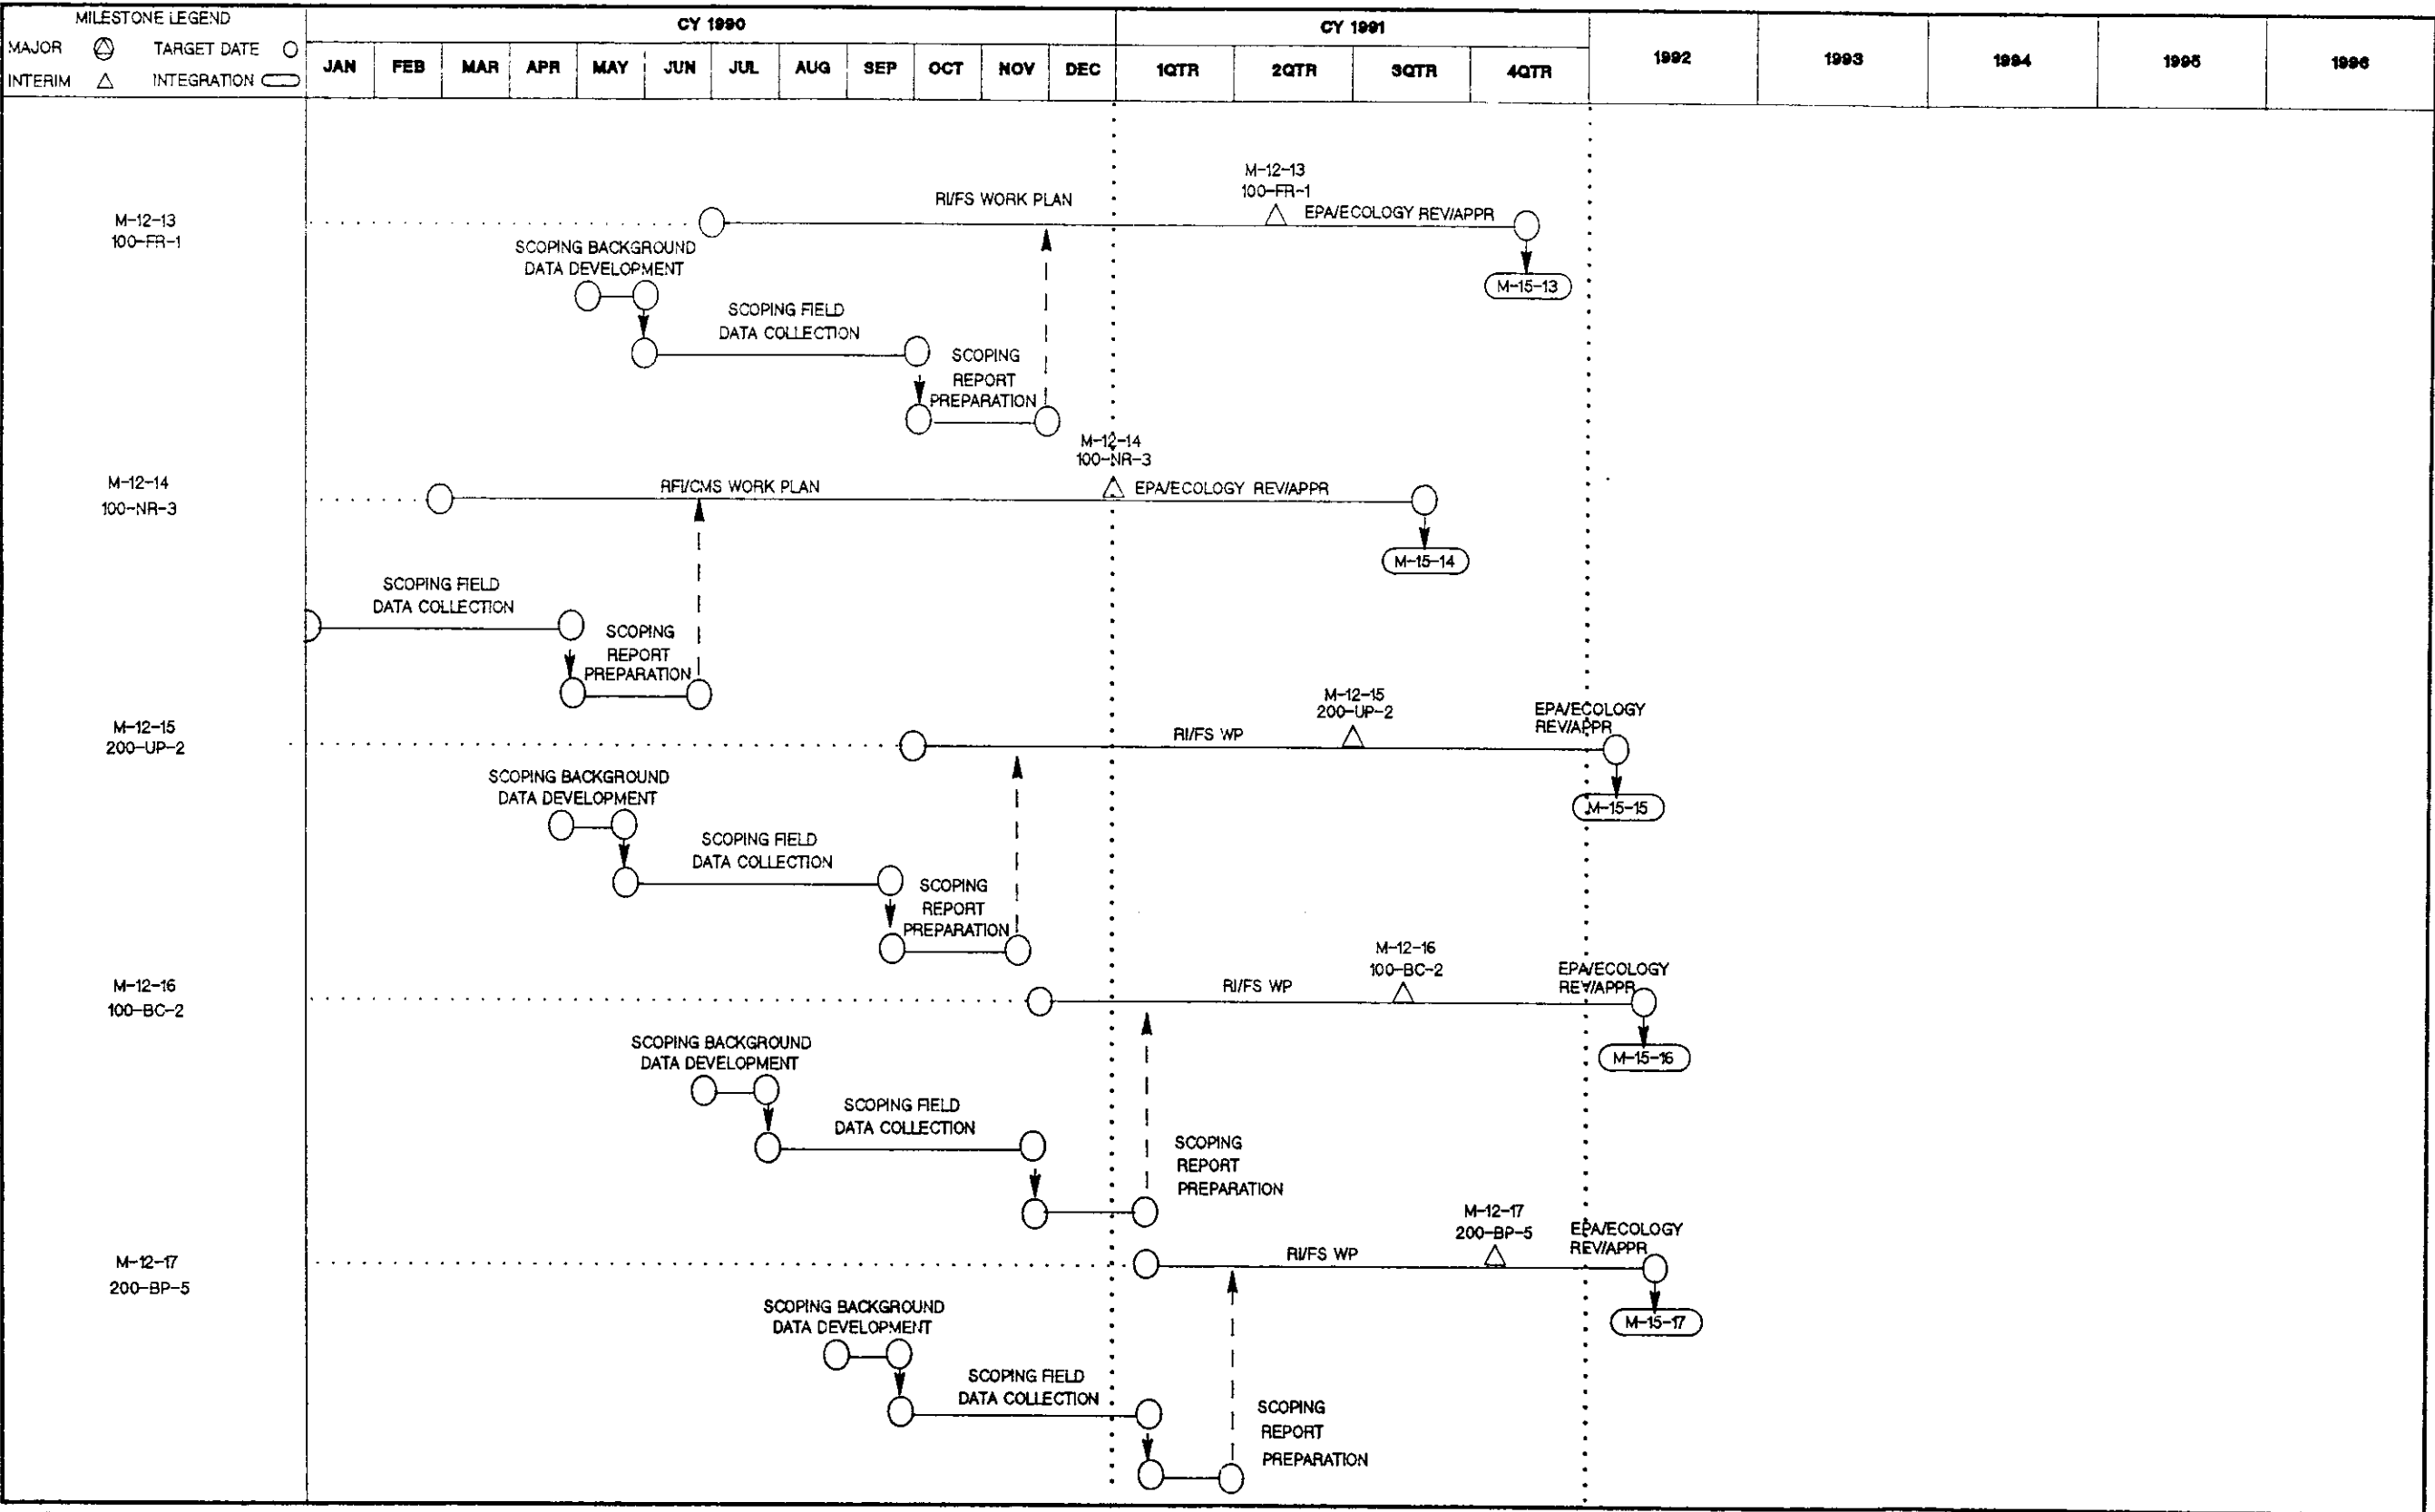 MILESTONE LEGEND
MAJOR TARGET DATE
INTERIM INTEGRATION
CY 1990
CY 1991
JAN FEB MAR APR MAY JUN JUL AUG SEP OCT NOV DEC 1QTR 2QTR 3QTR 4QTR 1992 1993 1994 1995 1996
M-12-13
100-FR-1
RI/FS WORK PLAN
M-12-13
100-FR-1
EPA/ECOLOGY REV/APPR
M-15-13
SCOPING BACKGROUND
DATA DEVELOPMENT
SCOPING FIELD
DATA COLLECTION
SCOPING
REPORT
PREPARATION
M-12-14
100-NR-3
RFI/CMS WORK PLAN
M-12-14
100-NR-3
EPA/ECOLOGY REV/APPR
M-15-14
SCOPING FIELD
DATA COLLECTION
SCOPING
REPORT
PREPARATION
M-12-15
200-UP-2
RI/FS WP
M-12-15
200-UP-2
EPA/ECOLOGY
REV/APPR
M-15-15
SCOPING BACKGROUND
DATA DEVELOPMENT
SCOPING FIELD
DATA COLLECTION
SCOPING
REPORT
PREPARATION
M-12-16
100-BC-2
RI/FS WP
M-12-16
100-BC-2
EPA/ECOLOGY
REV/APPR
M-15-16
SCOPING BACKGROUND
DATA DEVELOPMENT
SCOPING FIELD
DATA COLLECTION
SCOPING
REPORT
PREPARATION
M-12-17
200-BP-5
RI/FS WP
M-12-17
200-BP-5
EPA/ECOLOGY
REV/APPR
M-15-17
SCOPING BACKGROUND
DATA DEVELOPMENT
SCOPING FIELD
DATA COLLECTION
SCOPING
REPORT
PREPARATION